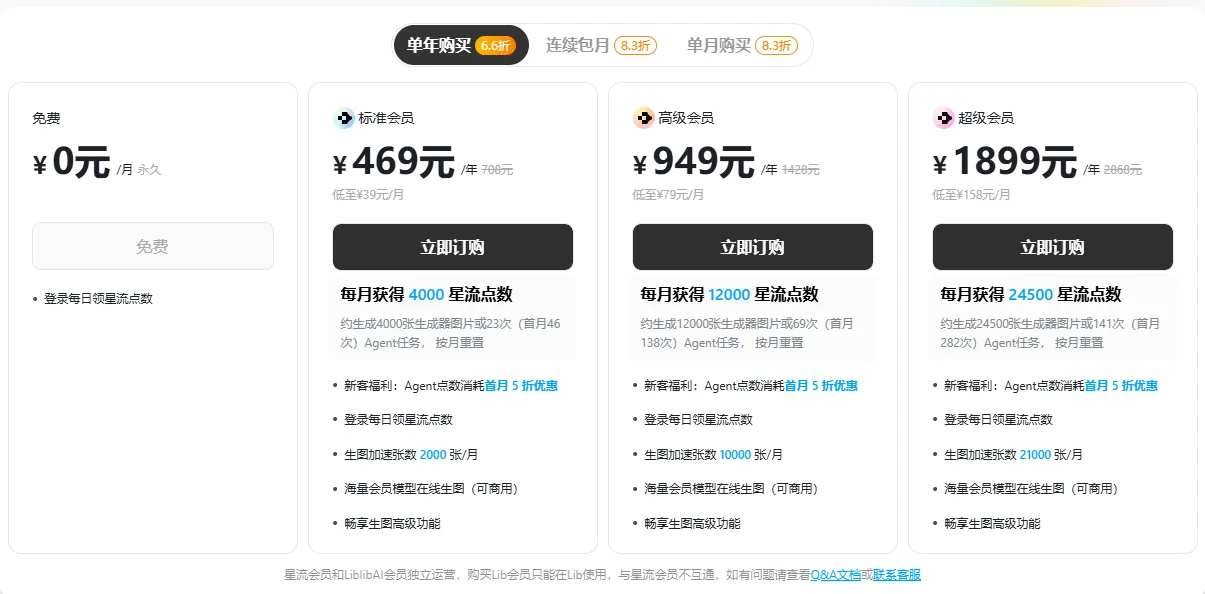 单年购买 6.6折 连续包月 8.3折 单月购买 8.3折
免费
¥ 0元 /月 永久
免费
• 登录每日领星流点数
标准会员
¥ 469元 /年 708元
低至¥39元/月
立即订购
每月获得 4000 星流点数
约生成4000张生成器图片或23次（首月46
次）Agent任务， 按月重置
• 新客福利：Agent点数消耗首月 5 折优惠
• 登录每日领星流点数
• 生图加速张数 2000 张/月
• 海量会员模型在线生图（可商用）
• 畅享生图高级功能
高级会员
¥ 949元 /年 1428元
低至¥79元/月
立即订购
每月获得 12000 星流点数
约生成12000张生成器图片或69次（首月
138次）Agent任务， 按月重置
• 新客福利：Agent点数消耗首月 5 折优惠
• 登录每日领星流点数
• 生图加速张数 10000 张/月
• 海量会员模型在线生图（可商用）
• 畅享生图高级功能
超级会员
¥ 1899元 /年 2868元
低至¥158元/月
立即订购
每月获得 24500 星流点数
约生成24500张生成器图片或141次（首月
282次）Agent任务， 按月重置
• 新客福利：Agent点数消耗首月 5 折优惠
• 登录每日领星流点数
• 生图加速张数 21000 张/月
• 海量会员模型在线生图（可商用）
• 畅享生图高级功能
星流会员和LiblibAI会员独立运营，购买Lib会员只能在Lib使用，与星流会员不互通，如有问题请查看Q&A文档或联系客服